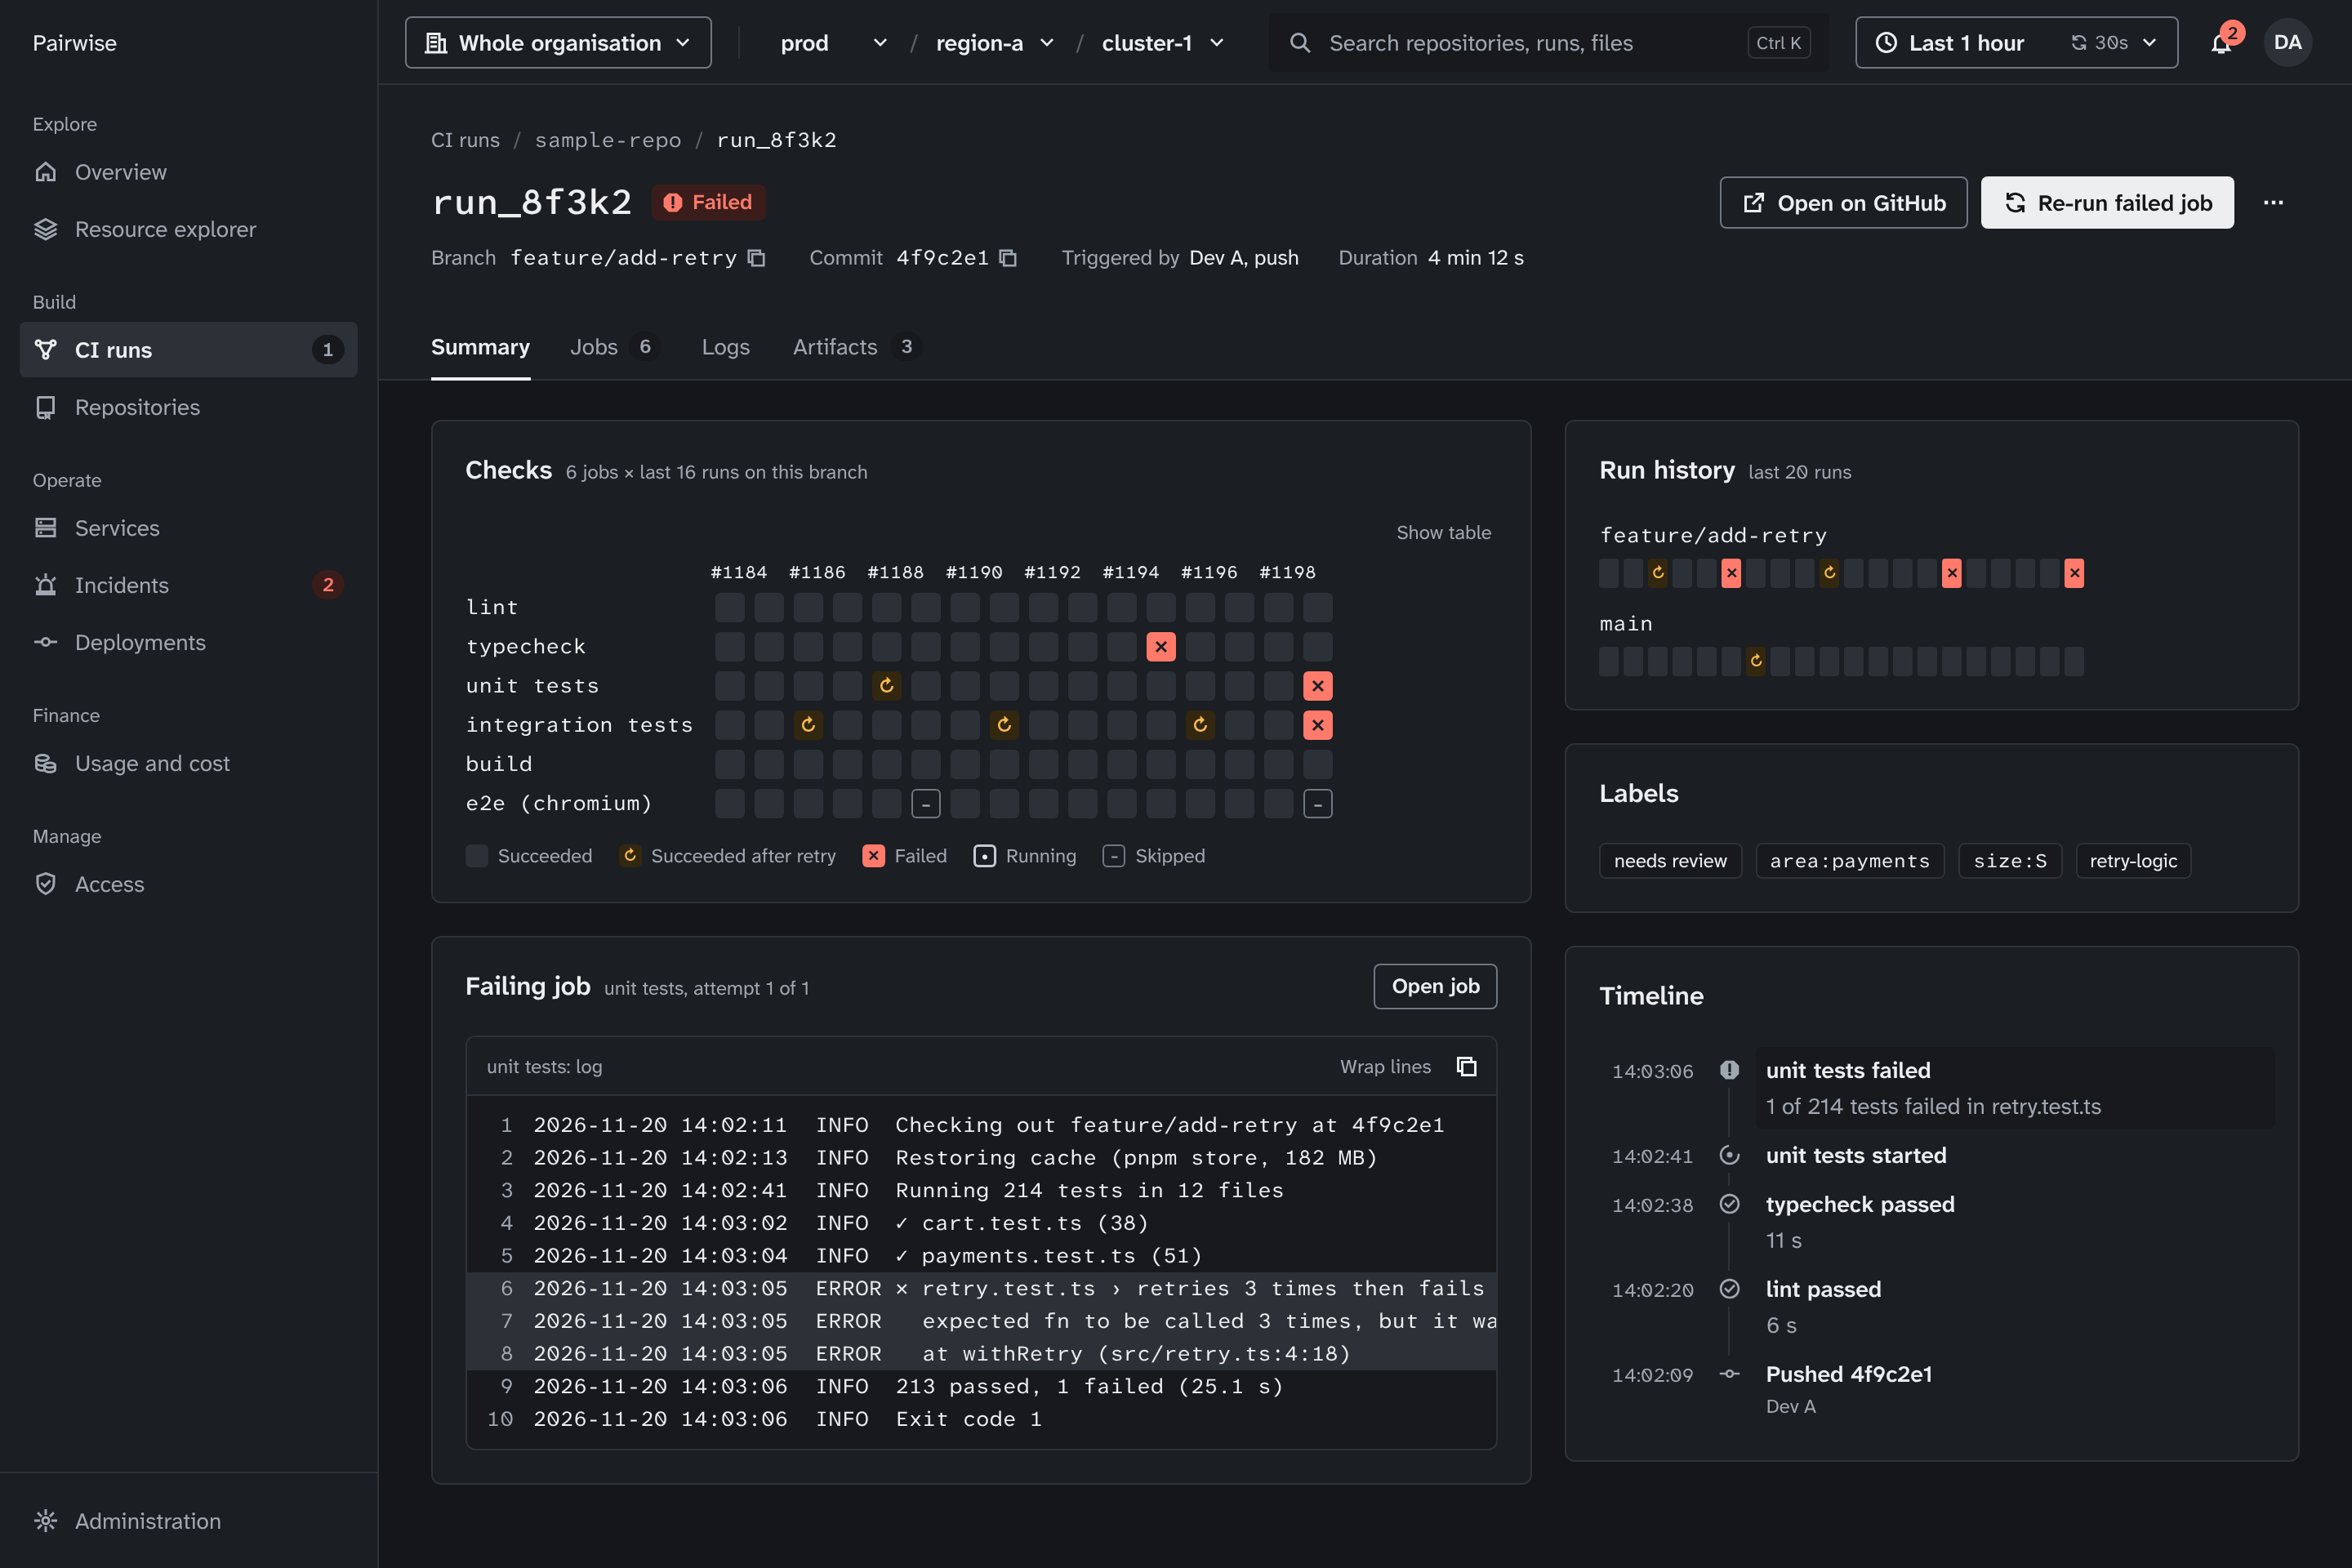 Pairwise
Explore
Overview
Resource explorer
Build
CI runs 1
Repositories
Operate
Services
Incidents 2
Deployments
Finance
Usage and cost
Manage
Access
Administration
Whole organisation prod / region-a / cluster-1 Search repositories, runs, files Ctrl K Last 1 hour 30s 2 DA
CI runs / sample-repo / run_8f3k2
run_8f3k2 Failed Open on GitHub Re-run failed job ...
Branch feature/add-retry Commit 4f9c2e1 Triggered by Dev A, push Duration 4 min 12 s
Summary Jobs 6 Logs Artifacts 3
Checks 6 jobs × last 16 runs on this branch
Show table
#1184 #1186 #1188 #1190 #1192 #1194 #1196 #1198
lint
typecheck
unit tests
integration tests
build
e2e (chromium)
Succeeded Succeeded after retry Failed Running Skipped
Failing job unit tests, attempt 1 of 1 Open job
unit tests: log Wrap lines
1 2026-11-20 14:02:11 INFO Checking out feature/add-retry at 4f9c2e1
2 2026-11-20 14:02:13 INFO Restoring cache (pnpm store, 182 MB)
3 2026-11-20 14:02:41 INFO Running 214 tests in 12 files
4 2026-11-20 14:03:02 INFO ✓ cart.test.ts (38)
5 2026-11-20 14:03:04 INFO ✓ payments.test.ts (51)
6 2026-11-20 14:03:05 ERROR × retry.test.ts › retries 3 times then fails
7 2026-11-20 14:03:05 ERROR expected fn to be called 3 times, but it wa
8 2026-11-20 14:03:05 ERROR at withRetry (src/retry.ts:4:18)
9 2026-11-20 14:03:06 INFO 213 passed, 1 failed (25.1 s)
10 2026-11-20 14:03:06 INFO Exit code 1
Run history last 20 runs
feature/add-retry
main
Labels
needs review area:payments size:S retry-logic
Timeline
14:03:06 unit tests failed
1 of 214 tests failed in retry.test.ts
14:02:41 unit tests started
14:02:38 typecheck passed
11 s
14:02:20 lint passed
6 s
14:02:09 Pushed 4f9c2e1
Dev A